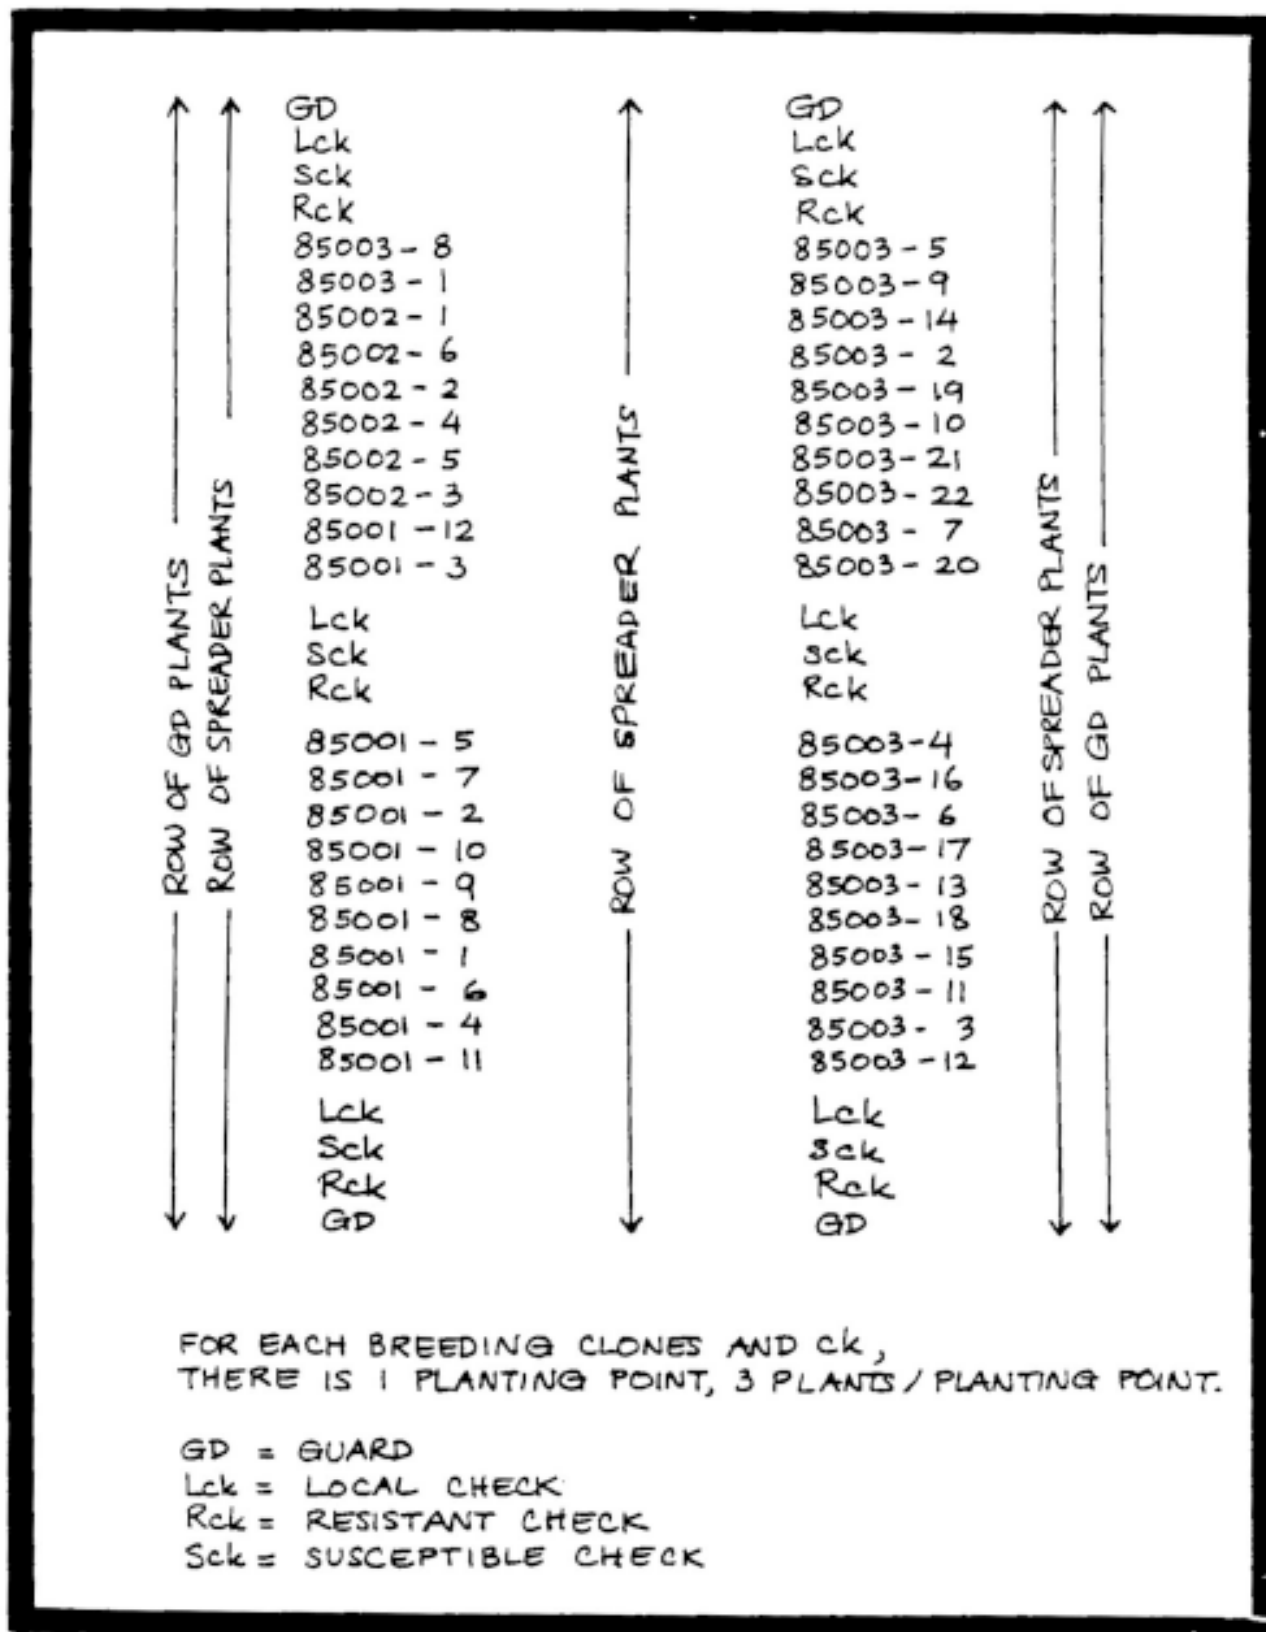 ROW OF GD PLANTS
ROW OF SPREADER PLANTS
GD
Lck
Sck
Rck
85003 - 8
85003 - 1
85002 - 1
85002 - 6
85002 - 2
85002 - 4
85002 - 5
85002 - 3
85001 - 12
85001 - 3
Lck
Sck
Rck
85001 - 5
85001 - 7
85001 - 2
85001 - 10
85001 - 9
85001 - 8
85001 - 1
85001 - 6
85001 - 4
85001 - 11
Lck
Sck
Rck
GD
ROW OF SPREADER PLANTS
GD
Lck
Sck
Rck
85003 - 5
85003 - 9
85003 - 14
85003 - 2
85003 - 19
85003 - 10
85003 - 21
85003 - 22
85003 - 7
85003 - 20
Lck
Sck
Rck
85003 - 4
85003 - 16
85003 - 6
85003 - 17
85003 - 13
85003 - 18
85003 - 15
85003 - 11
85003 - 3
85003 - 12
Lck
Sck
Rck
GD
ROW OF SPREADER PLANTS
ROW OF GD PLANTS
FOR EACH BREEDING CLONES AND Ck,
THERE IS 1 PLANTING POINT, 3 PLANTS / PLANTING POINT.
GD = GUARD
Lck = LOCAL CHECK
Rck = RESISTANT CHECK
Sck = SUSCEPTIBLE CHECK